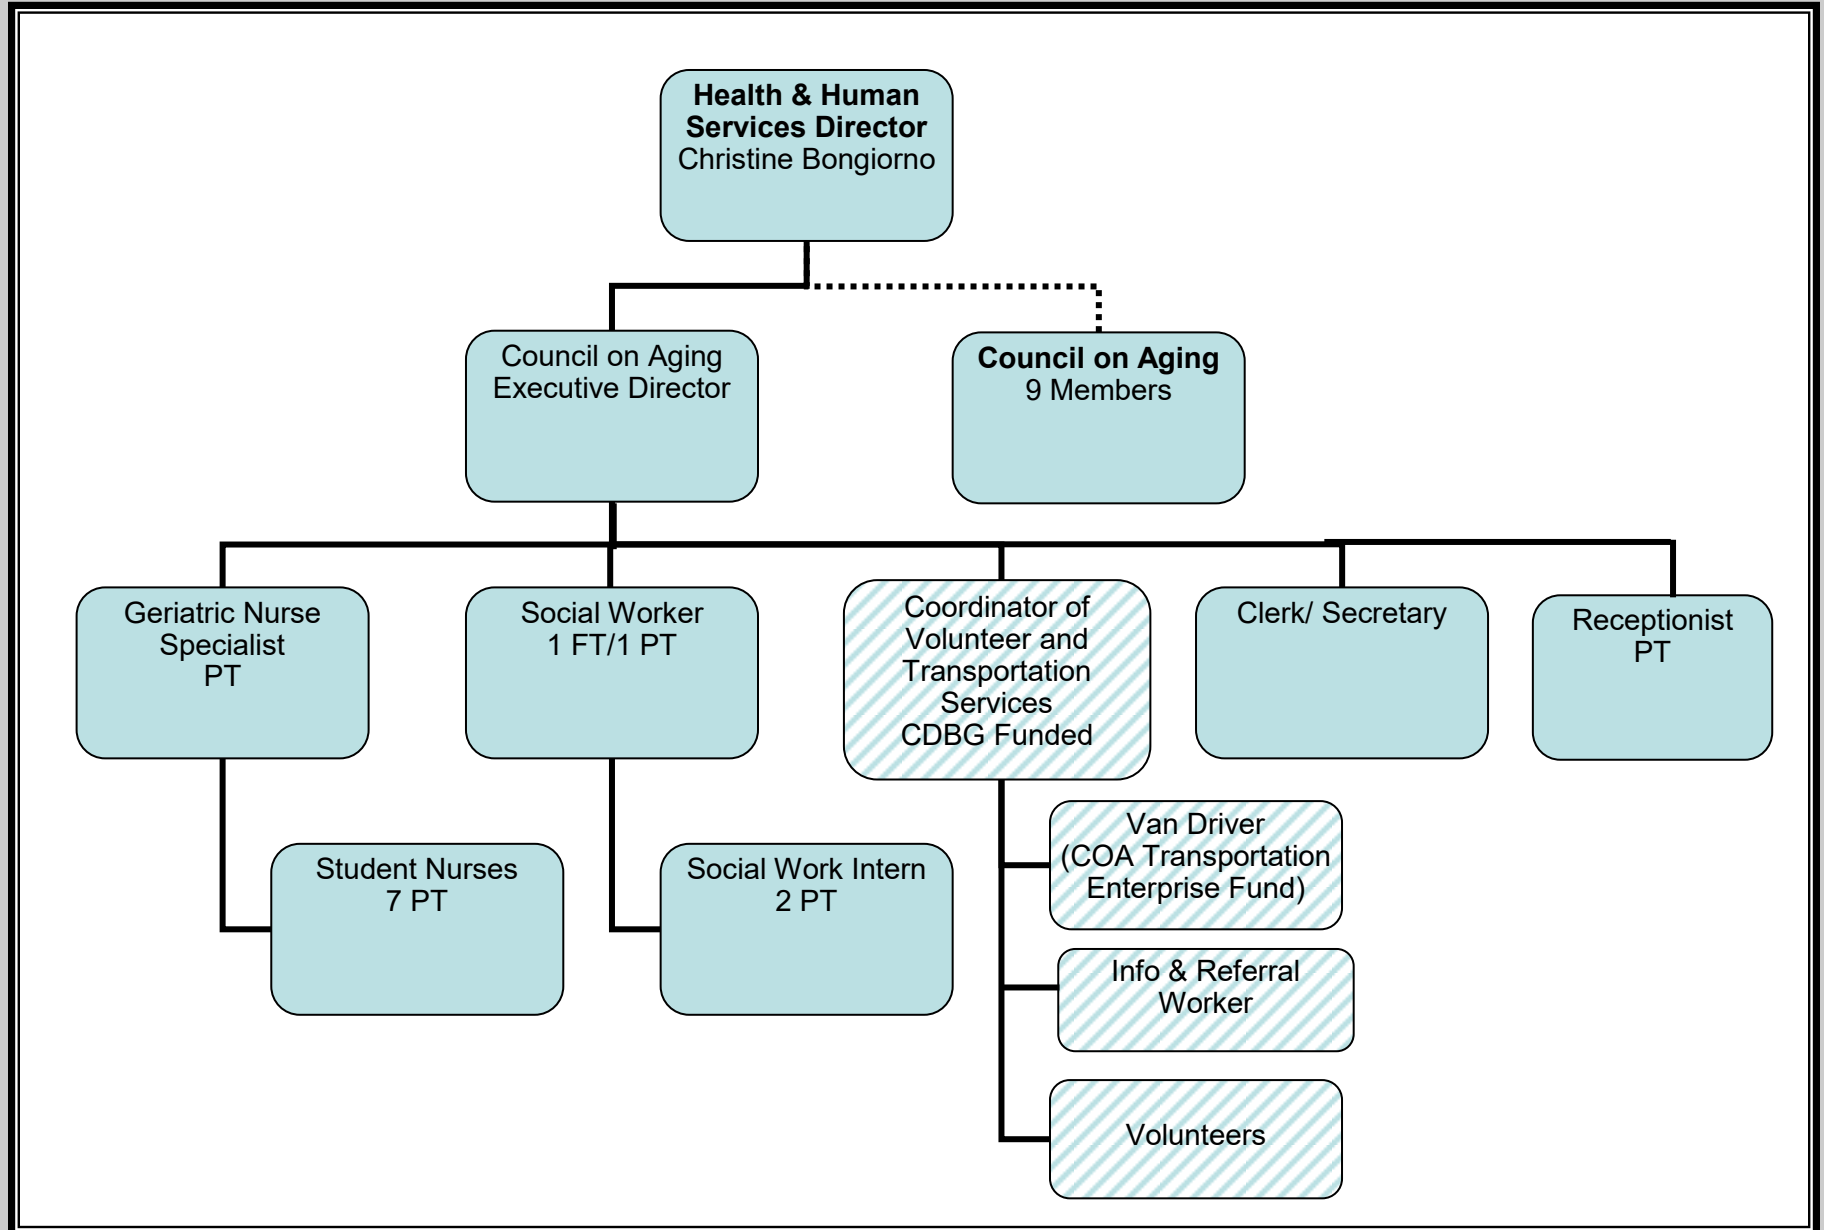 Health & Human
Services Director
Christine Bongiorno
Council on Aging
Executive Director
Council on Aging
9 Members
Geriatric Nurse
Specialist
PT
Social Worker
1 FT/1 PT
Coordinator of
Volunteer and
Transportation
Services
CDBG Funded
Clerk/ Secretary
Receptionist
PT
Student Nurses
7 PT
Social Work Intern
2 PT
Van Driver
(COA Transportation
Enterprise Fund)
Info & Referral
Worker
Volunteers